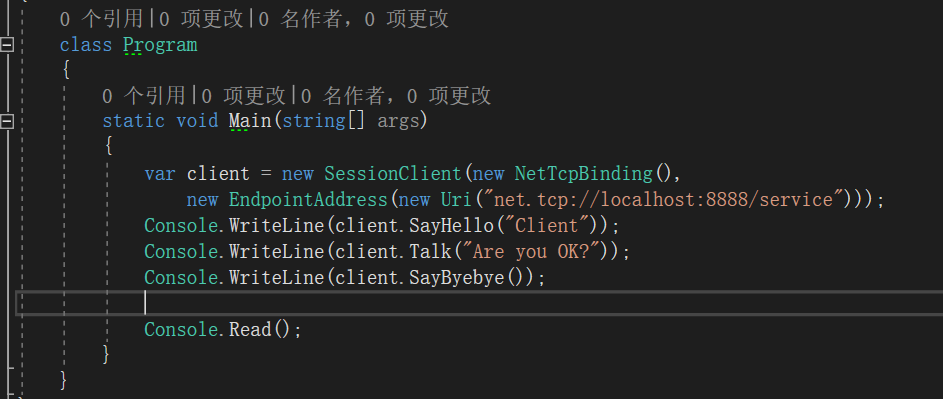 0 个引用|0 项更改|0 名作者, 0 项更改
class Program
{
0 个引用|0 项更改|0 名作者, 0 项更改
static void Main(string[] args)
{
var client = new SessionClient(new NetTcpBinding(),
new EndpointAddress(new Uri("net.tcp://localhost:8888/service")));
Console.WriteLine(client.SayHello("Client"));
Console.WriteLine(client.Talk("Are you OK?"));
Console.WriteLine(client.SayByebye());
Console.Read();
}
}